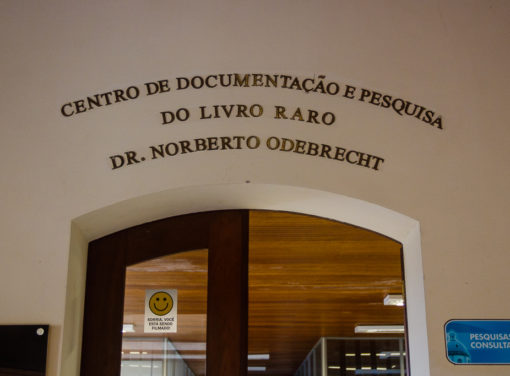 CENTRO DE DOCUMENTAÇÃO E PESQUISA
DO LIVRO RARO
DR. NORBERTO ODEBRECHT
SORRIA, VOCÊ
ESTÁ SENDO
FILMADO!
PESQUISAS
CONSULTA